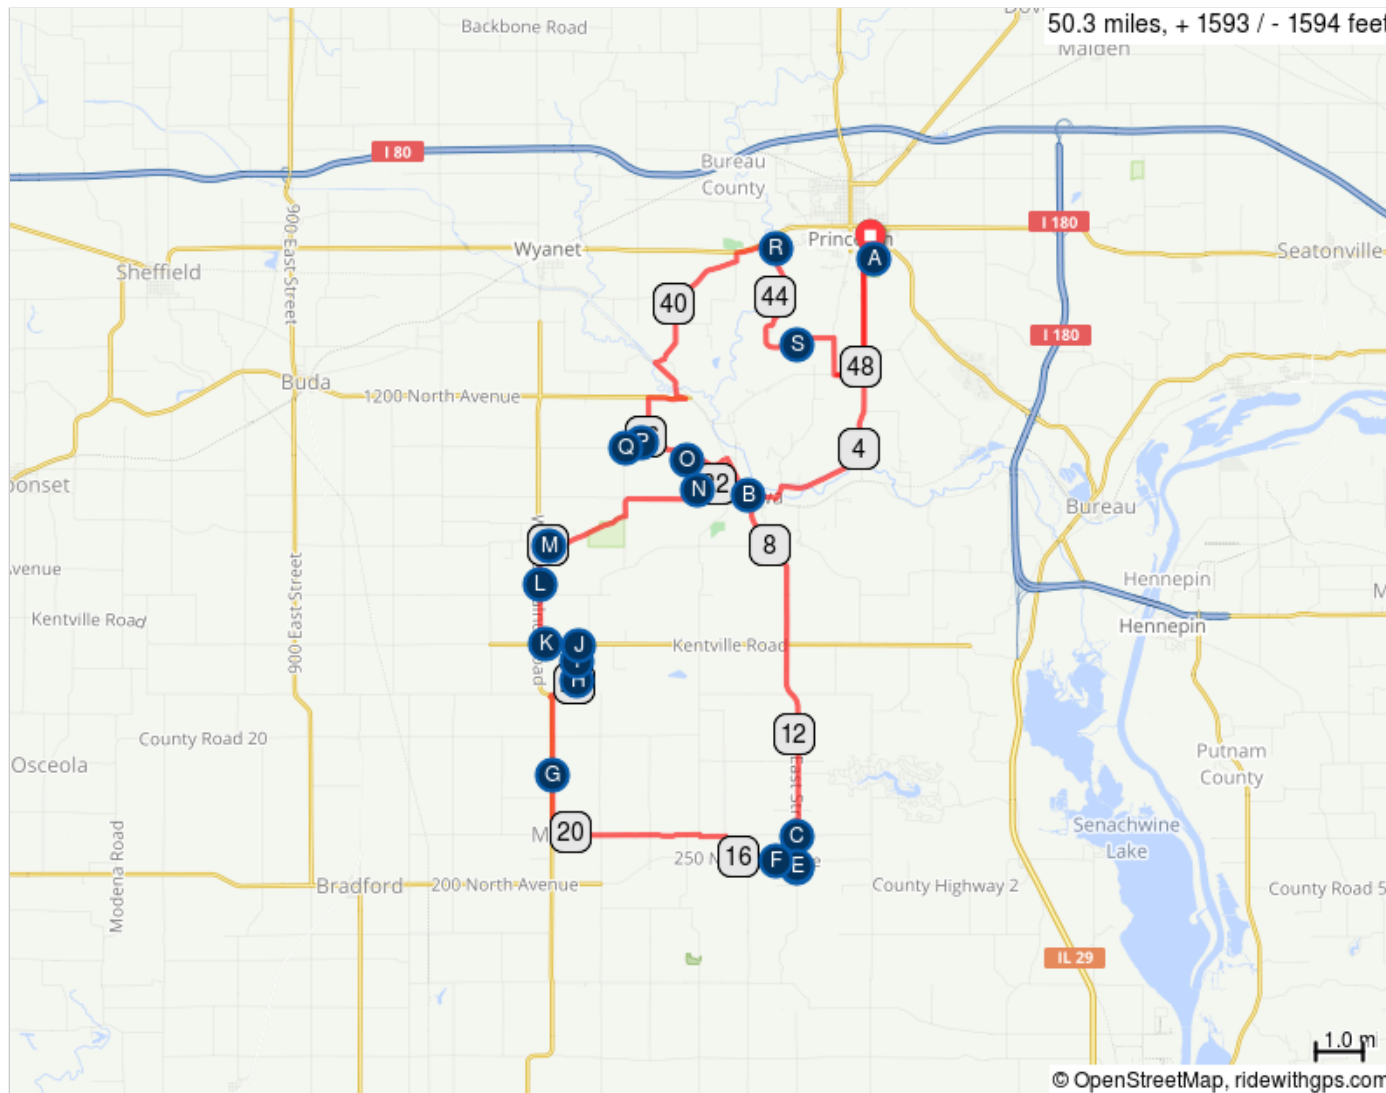 Backbone Road
50.3 miles, + 1593 / - 1594 feet
Malden
I 80
Bureau
County
900 East Street
I 180
Princeton
R
A
Wyanet
Seatonville
Sheffield
40
44
I 180
S
48
Buda
1200 North Avenue
4
Q
P
O
N
B
Bureau
M
8
L
Hennepin
Kentville Road
900 East Street
Hennepin
K
J
Kentville Road
H
County Road 20
12
Osceola
G
Putnam
County
20
C
Senachwine
Lake
16
F
E
Modena Road
Bradford
200 North Avenue
County Highway 2
County Road 5
IL 29
1.0 mi
© OpenStreetMap, ridewithgps.com